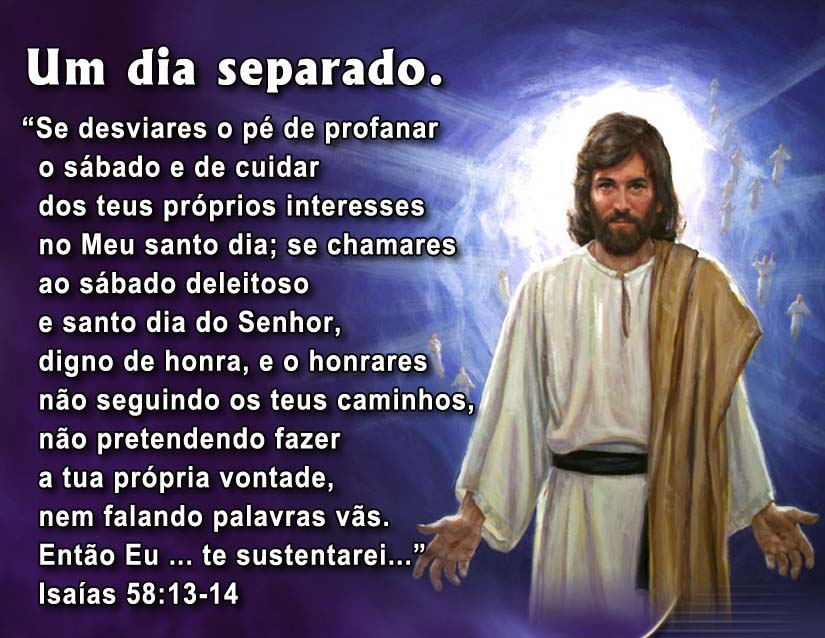 Um dia separado.
“Se desviares o pé de profanar
o sábado e de cuidar
dos teus próprios interesses
no Meu santo dia; se chamares
ao sábado deleitoso
e santo dia do Senhor,
digno de honra, e o honrares
não seguindo os teus caminhos,
não pretendendo fazer
a tua própria vontade,
nem falando palavras vãs.
Então Eu ... te sustentarei...”
Isaías 58:13-14